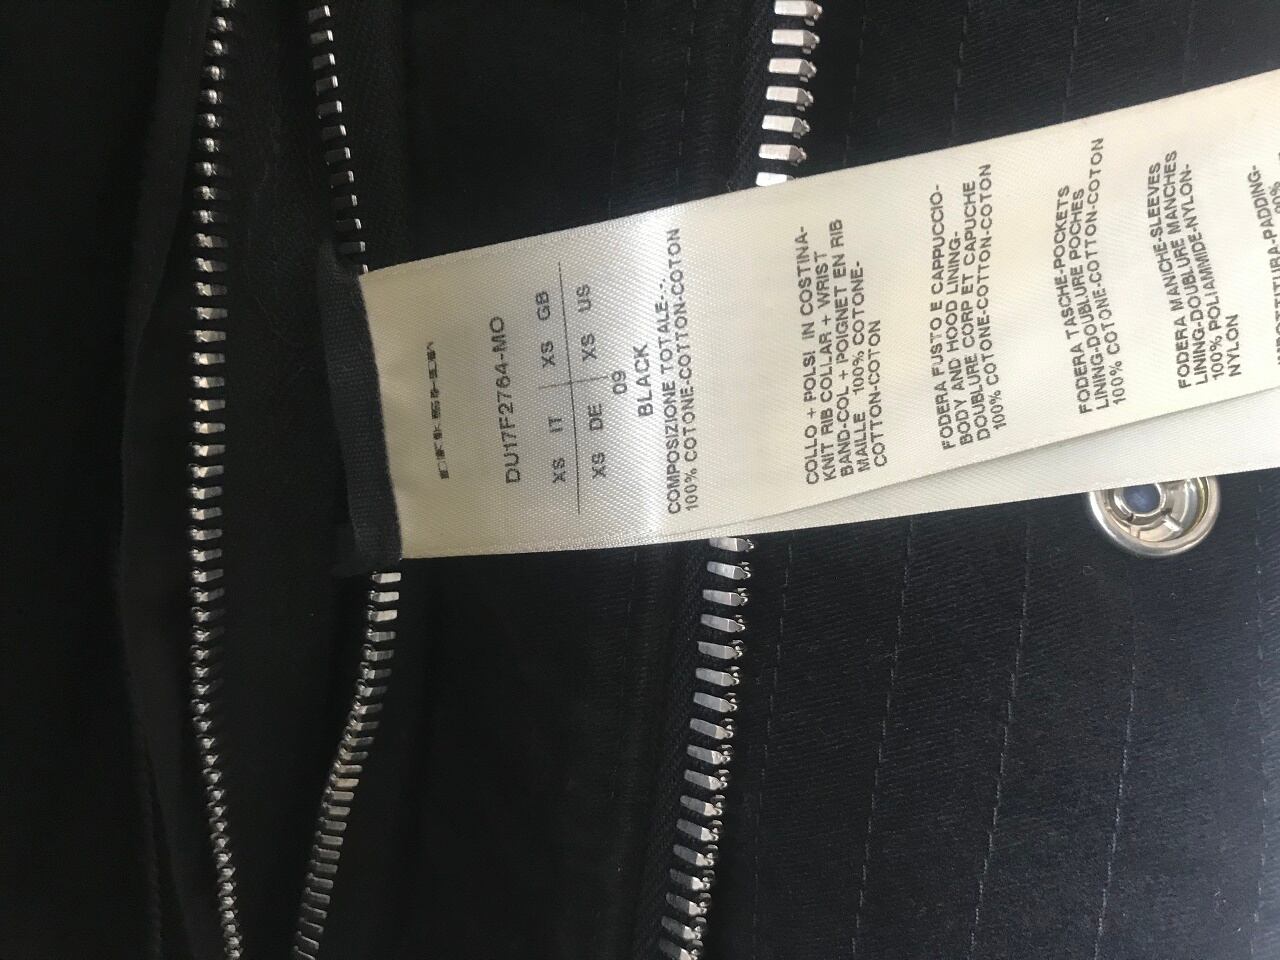 DU17F2764-MO
XS IT XS GB
XS DE XS US
09
BLACK
COMPOSIZIONE TOTALE-..
100% COTONE-COTTON-COTON
COLLO + POLSI IN COSTINA-
KNIT RIB COLLAR + WRIST
BAND-COL + POIGNET EN RIB
MAILLE 100% COTONE-
COTTON-COTON
FODERA FUSTO E CAPPUCCIO-
BODY AND HOOD LINING-
DOUBLURE CORP ET CAPUCHE
100% COTONE-COTTON-COTON
FODERA TASCHE-POCKETS
LINING-DOUBLURE POCHES
100% COTONE-COTTON-COTON
FODERA MANICHE-SLEEVES
LINING-DOUBLURE MANCHES
100% POLIAMMIDE-NYLON-
NYLON